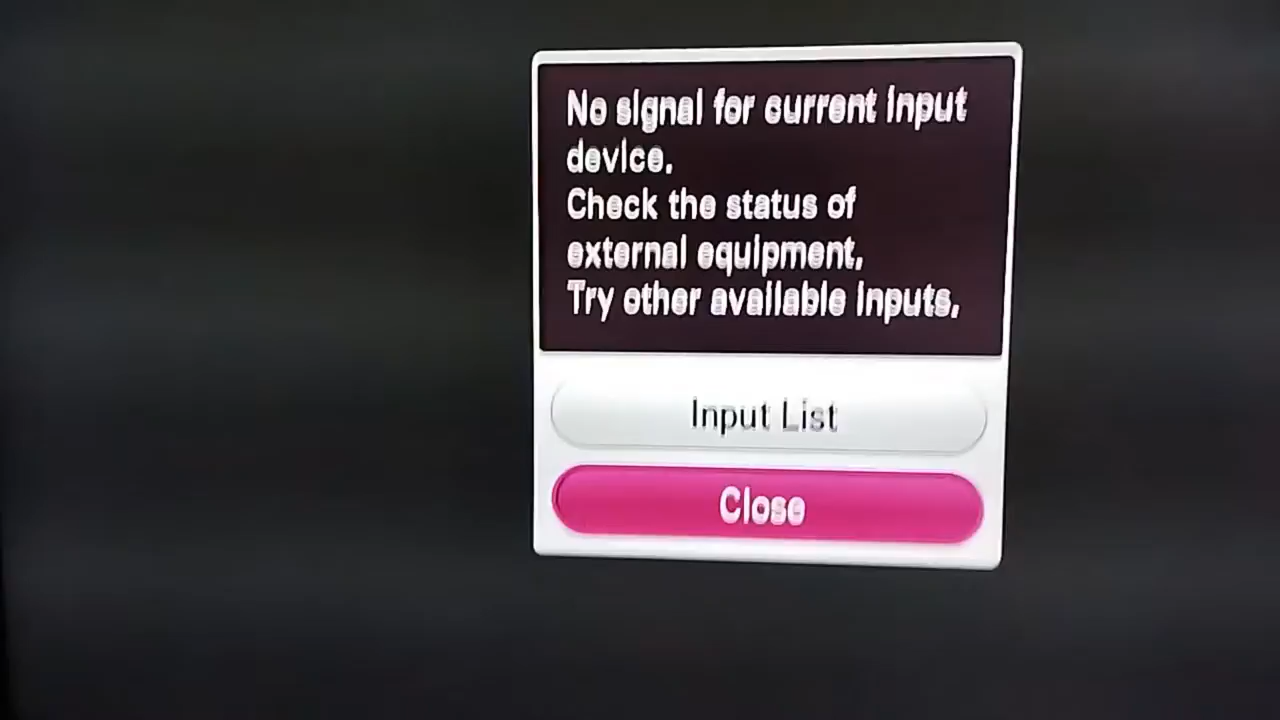 No signal for current input
device.
Check the status of
external equipment.
Try other available inputs.
Input List
Close